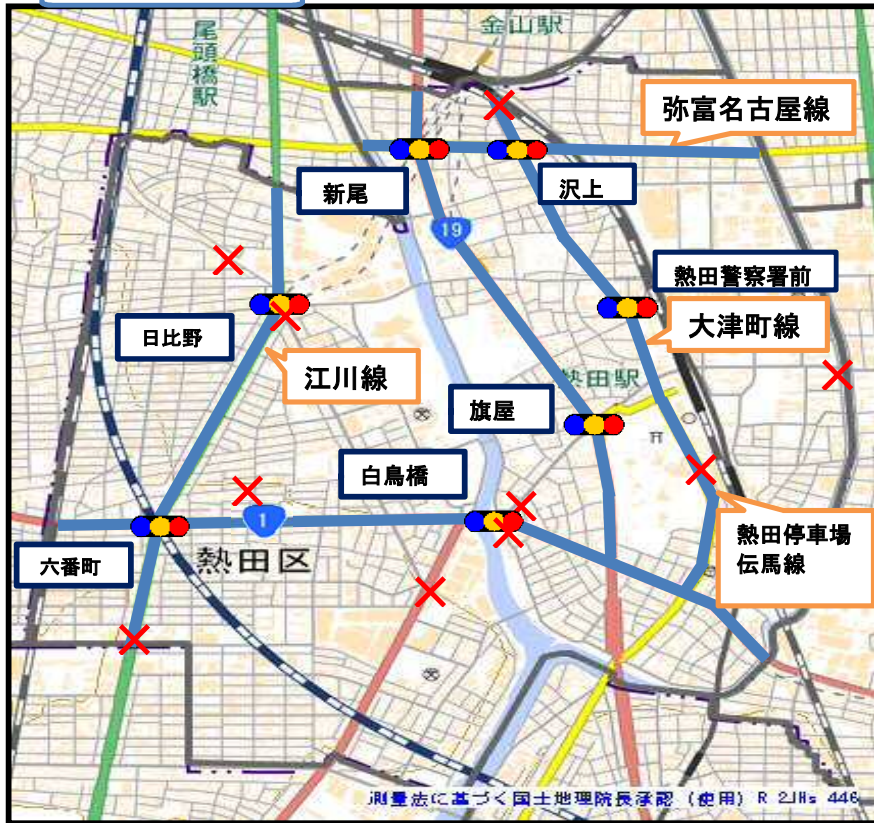 金山駅
尾頭橋駅
弥富名古屋線
新尾
沢上
19
熱田警察署前
日比野
大津町線
江川線
熱田駅
旗屋
白鳥橋
1
熱田停車場
伝馬線
六番町
熱田区
測量法に基づく国土地理院長承認（使用）R 2JHs 446